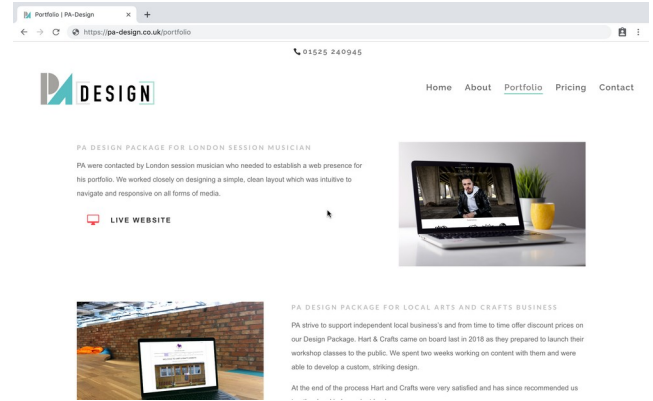 Portfolio | PA-Design
https://pa-design.co.uk/portfolio
01525 240945
PA DESIGN
Home About Portfolio Pricing Contact
PA DESIGN PACKAGE FOR LONDON SESSION MUSICIAN
PA were contacted by London session musician who needed to establish a web presence for
his portfolio. We worked closely on designing a simple, clean layout which was intuitive to
navigate and responsive on all forms of media.
LIVE WEBSITE
PA DESIGN PACKAGE FOR LOCAL ARTS AND CRAFTS BUSINESS
PA strive to support independent local business's and from time to time offer discount prices on
our Design Package. Hart & Crafts came on board last in 2018 as they prepared to launch their
workshop classes to the public. We spent two weeks working on content with them and were
able to develop a custom, striking design.
At the end of the process Hart and Crafts were very satisfied and has since recommended us